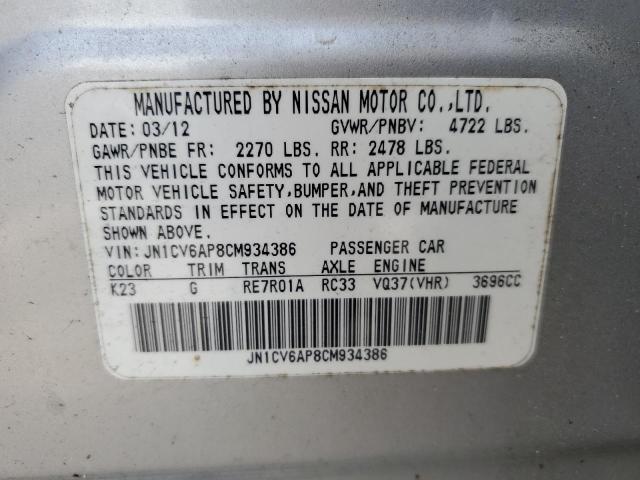 MANUFACTURED BY NISSAN MOTOR CO.,LTD.
DATE: 03/12 GVWR/PNBV: 4722 LBS.
GAWR/PNBE FR: 2270 LBS. RR: 2478 LBS.
THIS VEHICLE CONFORMS TO ALL APPLICABLE FEDERAL
MOTOR VEHICLE SAFETY,BUMPER,AND THEFT PREVENTION
STANDARDS IN EFFECT ON THE DATE OF MANUFACTURE
SHOWN ABOVE.
VIN:JN1CV6AP8CM934386 PASSENGER CAR
COLOR TRIM TRANS AXLE ENGINE
K23 G RE7R01A RC33 VQ37(VHR) 3696CC
JN1CV6AP8CM934386